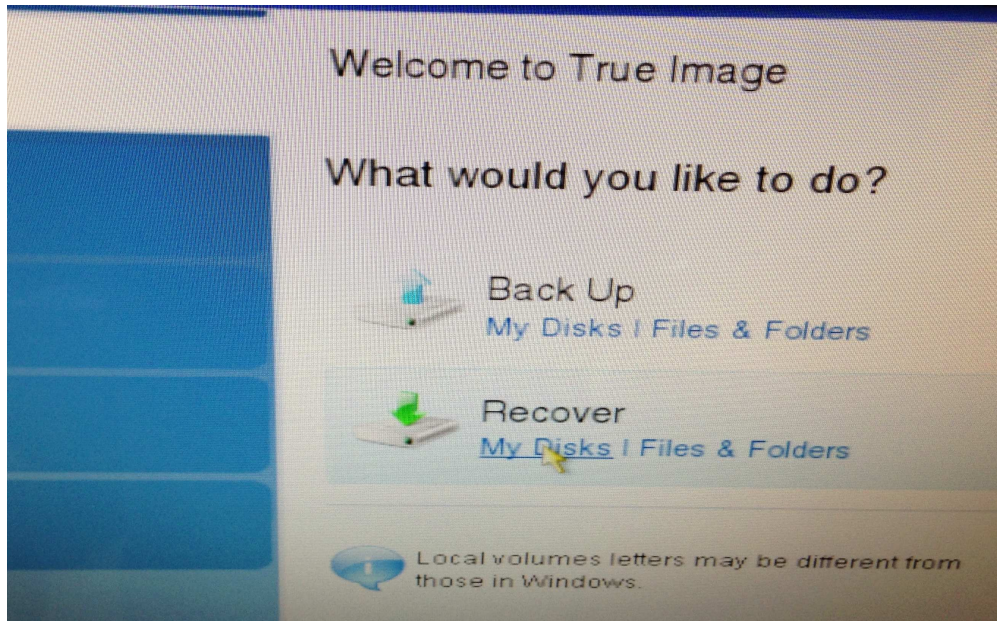 Welcome to True Image
What would you like to do?
Back Up
My Disks | Files & Folders
Recover
My Disks | Files & Folders
Local volumes letters may be different from
those in Windows.